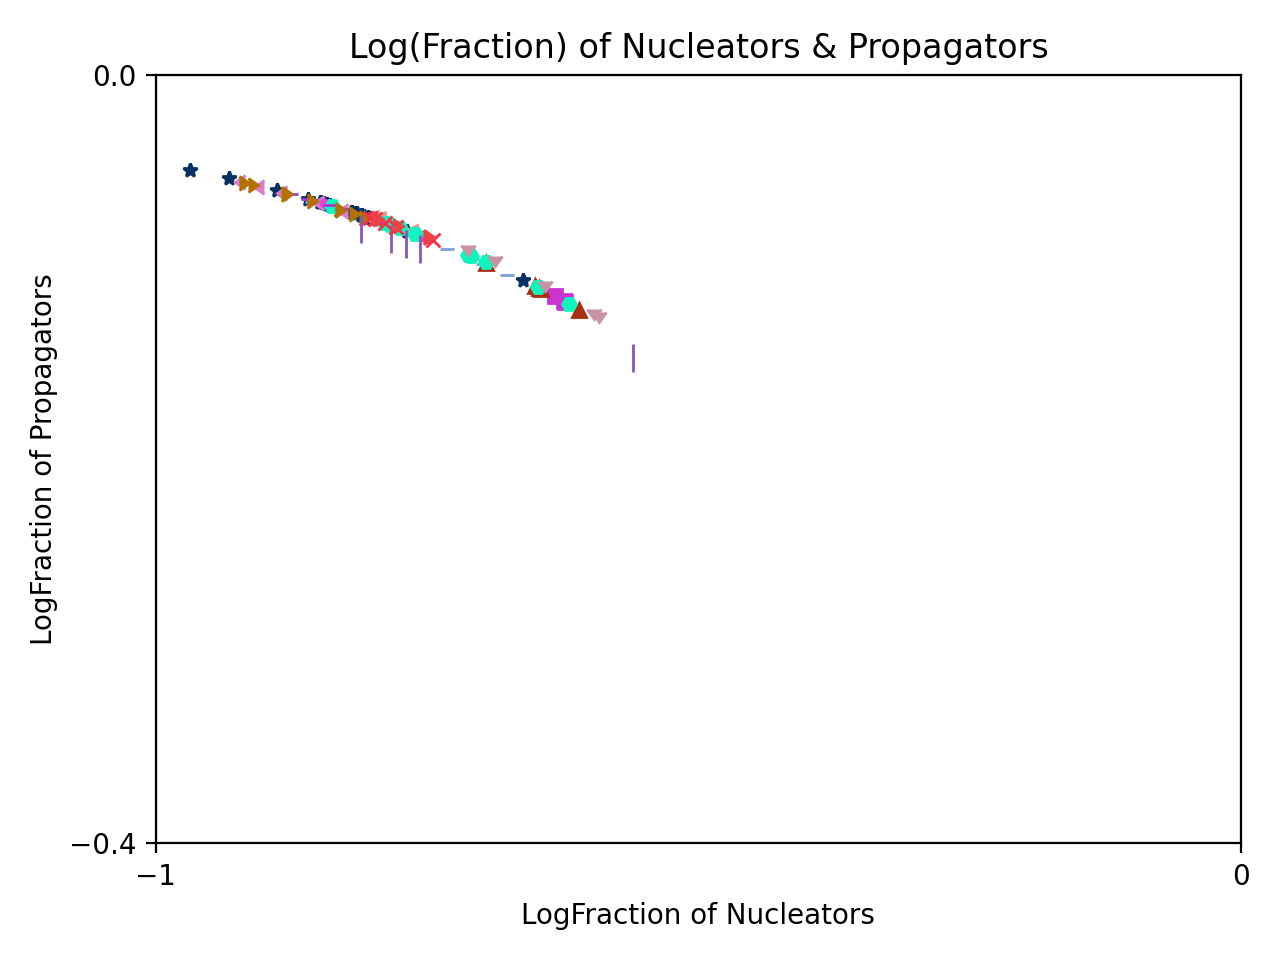 Log(Fraction) of Nucleators & Propagators
0.0
LogFraction of Propagators
−0.4
−1
0
LogFraction of Nucleators